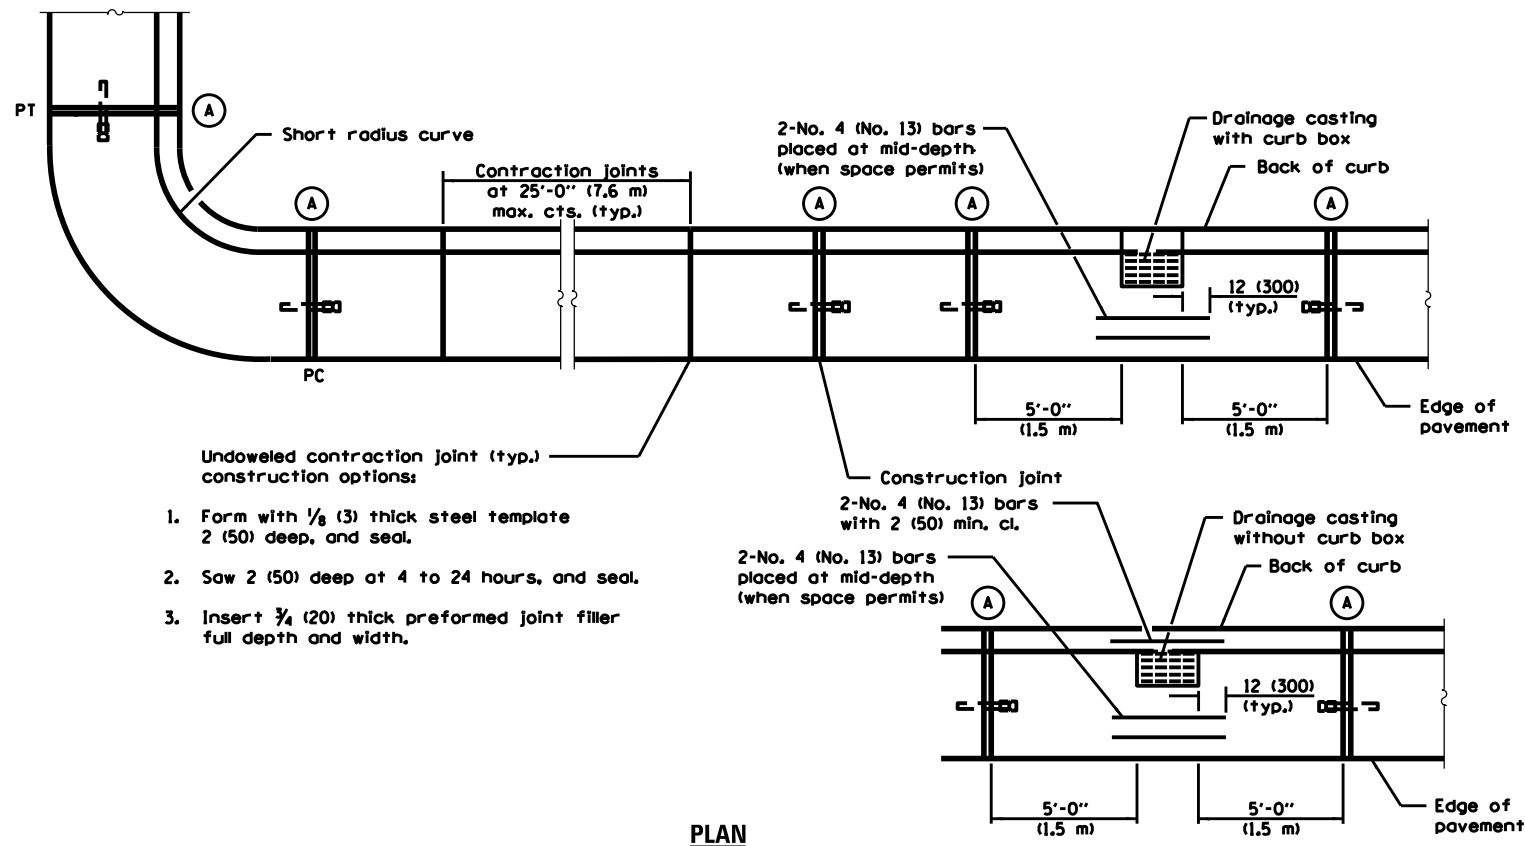 PT
A
Short radius curve
Contraction joints
at 25'-0" (7.6 m)
max. cts. (typ.)
A
PC
2-No. 4 (No. 13) bars
placed at mid-depth
(when space permits)
Drainage casting
with curb box
Back of curb
A
A
A
12 (300)
(typ.)
5'-0"
(1.5 m)
5'-0"
(1.5 m)
Edge of
pavement
Undoweled contraction joint (typ.)
construction options:
1. Form with 1/8 (3) thick steel template
2 (50) deep, and seal.
2. Saw 2 (50) deep at 4 to 24 hours, and seal.
3. Insert 3/4 (20) thick preformed joint filler
full depth and width.
Construction joint
2-No. 4 (No. 13) bars
with 2 (50) min. cl.
2-No. 4 (No. 13) bars
placed at mid-depth
(when space permits)
Drainage casting
without curb box
Back of curb
A
A
12 (300)
(typ.)
5'-0"
(1.5 m)
5'-0"
(1.5 m)
Edge of
pavement
PLAN